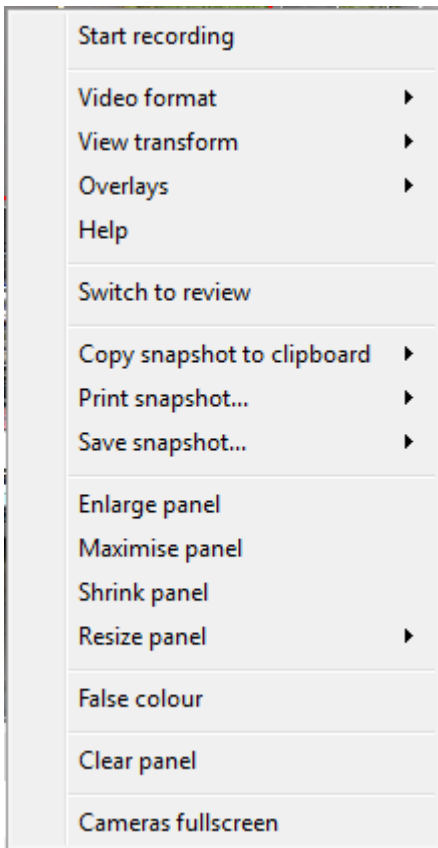 Start recording
Video format
View transform
Overlays
Help
Switch to review
Copy snapshot to clipboard
Print snapshot...
Save snapshot...
Enlarge panel
Maximise panel
Shrink panel
Resize panel
False colour
Clear panel
Cameras fullscreen